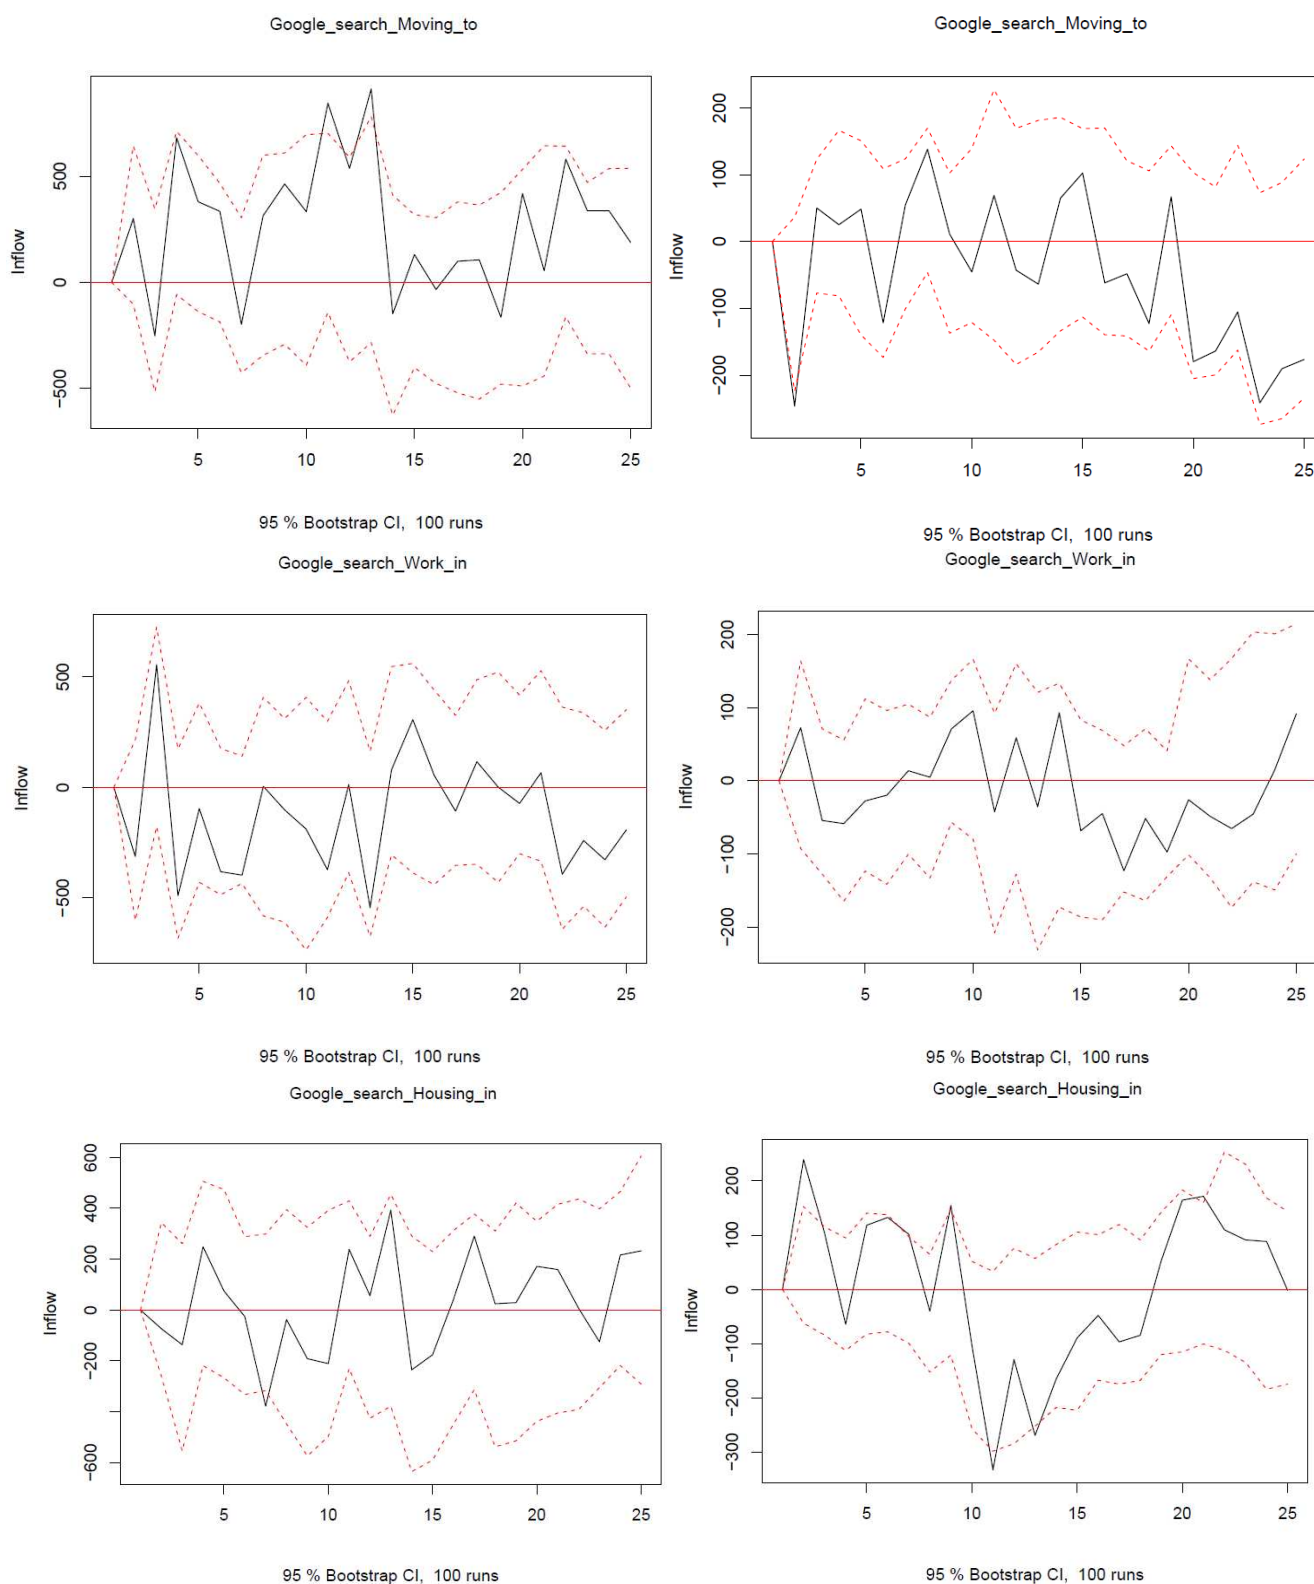 Google_search_Moving_to
Inflow
500
0
−500
5 10 15 20 25
95 % Bootstrap CI, 100 runs
Google_search_Moving_to
Inflow
200
100
0
−100
−200
5 10 15 20 25
95 % Bootstrap CI, 100 runs
Google_search_Work_in
Inflow
500
0
−500
5 10 15 20 25
95 % Bootstrap CI, 100 runs
Google_search_Work_in
Inflow
200
100
0
−100
−200
5 10 15 20 25
95 % Bootstrap CI, 100 runs
Google_search_Housing_in
Inflow
600
400
200
0
−200
−600
5 10 15 20 25
95 % Bootstrap CI, 100 runs
Google_search_Housing_in
Inflow
200
100
0
−100
−200
−300
5 10 15 20 25
95 % Bootstrap CI, 100 runs